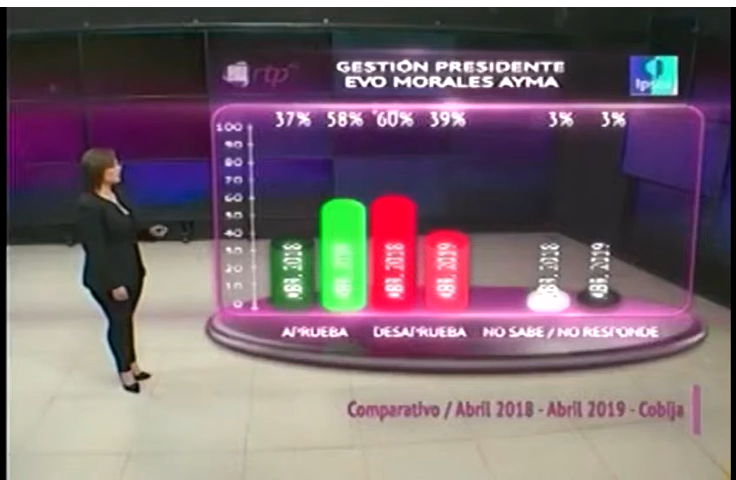 rtp
GESTIÓN PRESIDENTE
EVO MORALES AYMA
Ipsos
37% 58% 60% 39% 3% 3%
100
90
80
70
60
50
40
30
20
10
0
ABR. 2018
ABR. 2019
ABR. 2018
ABR. 2019
ABR. 2018
ABR. 2019
APRUEBA DESAPRUEBA NO SABE / NO RESPONDE
Comparativo / Abril 2018 - Abril 2019 - Cobija